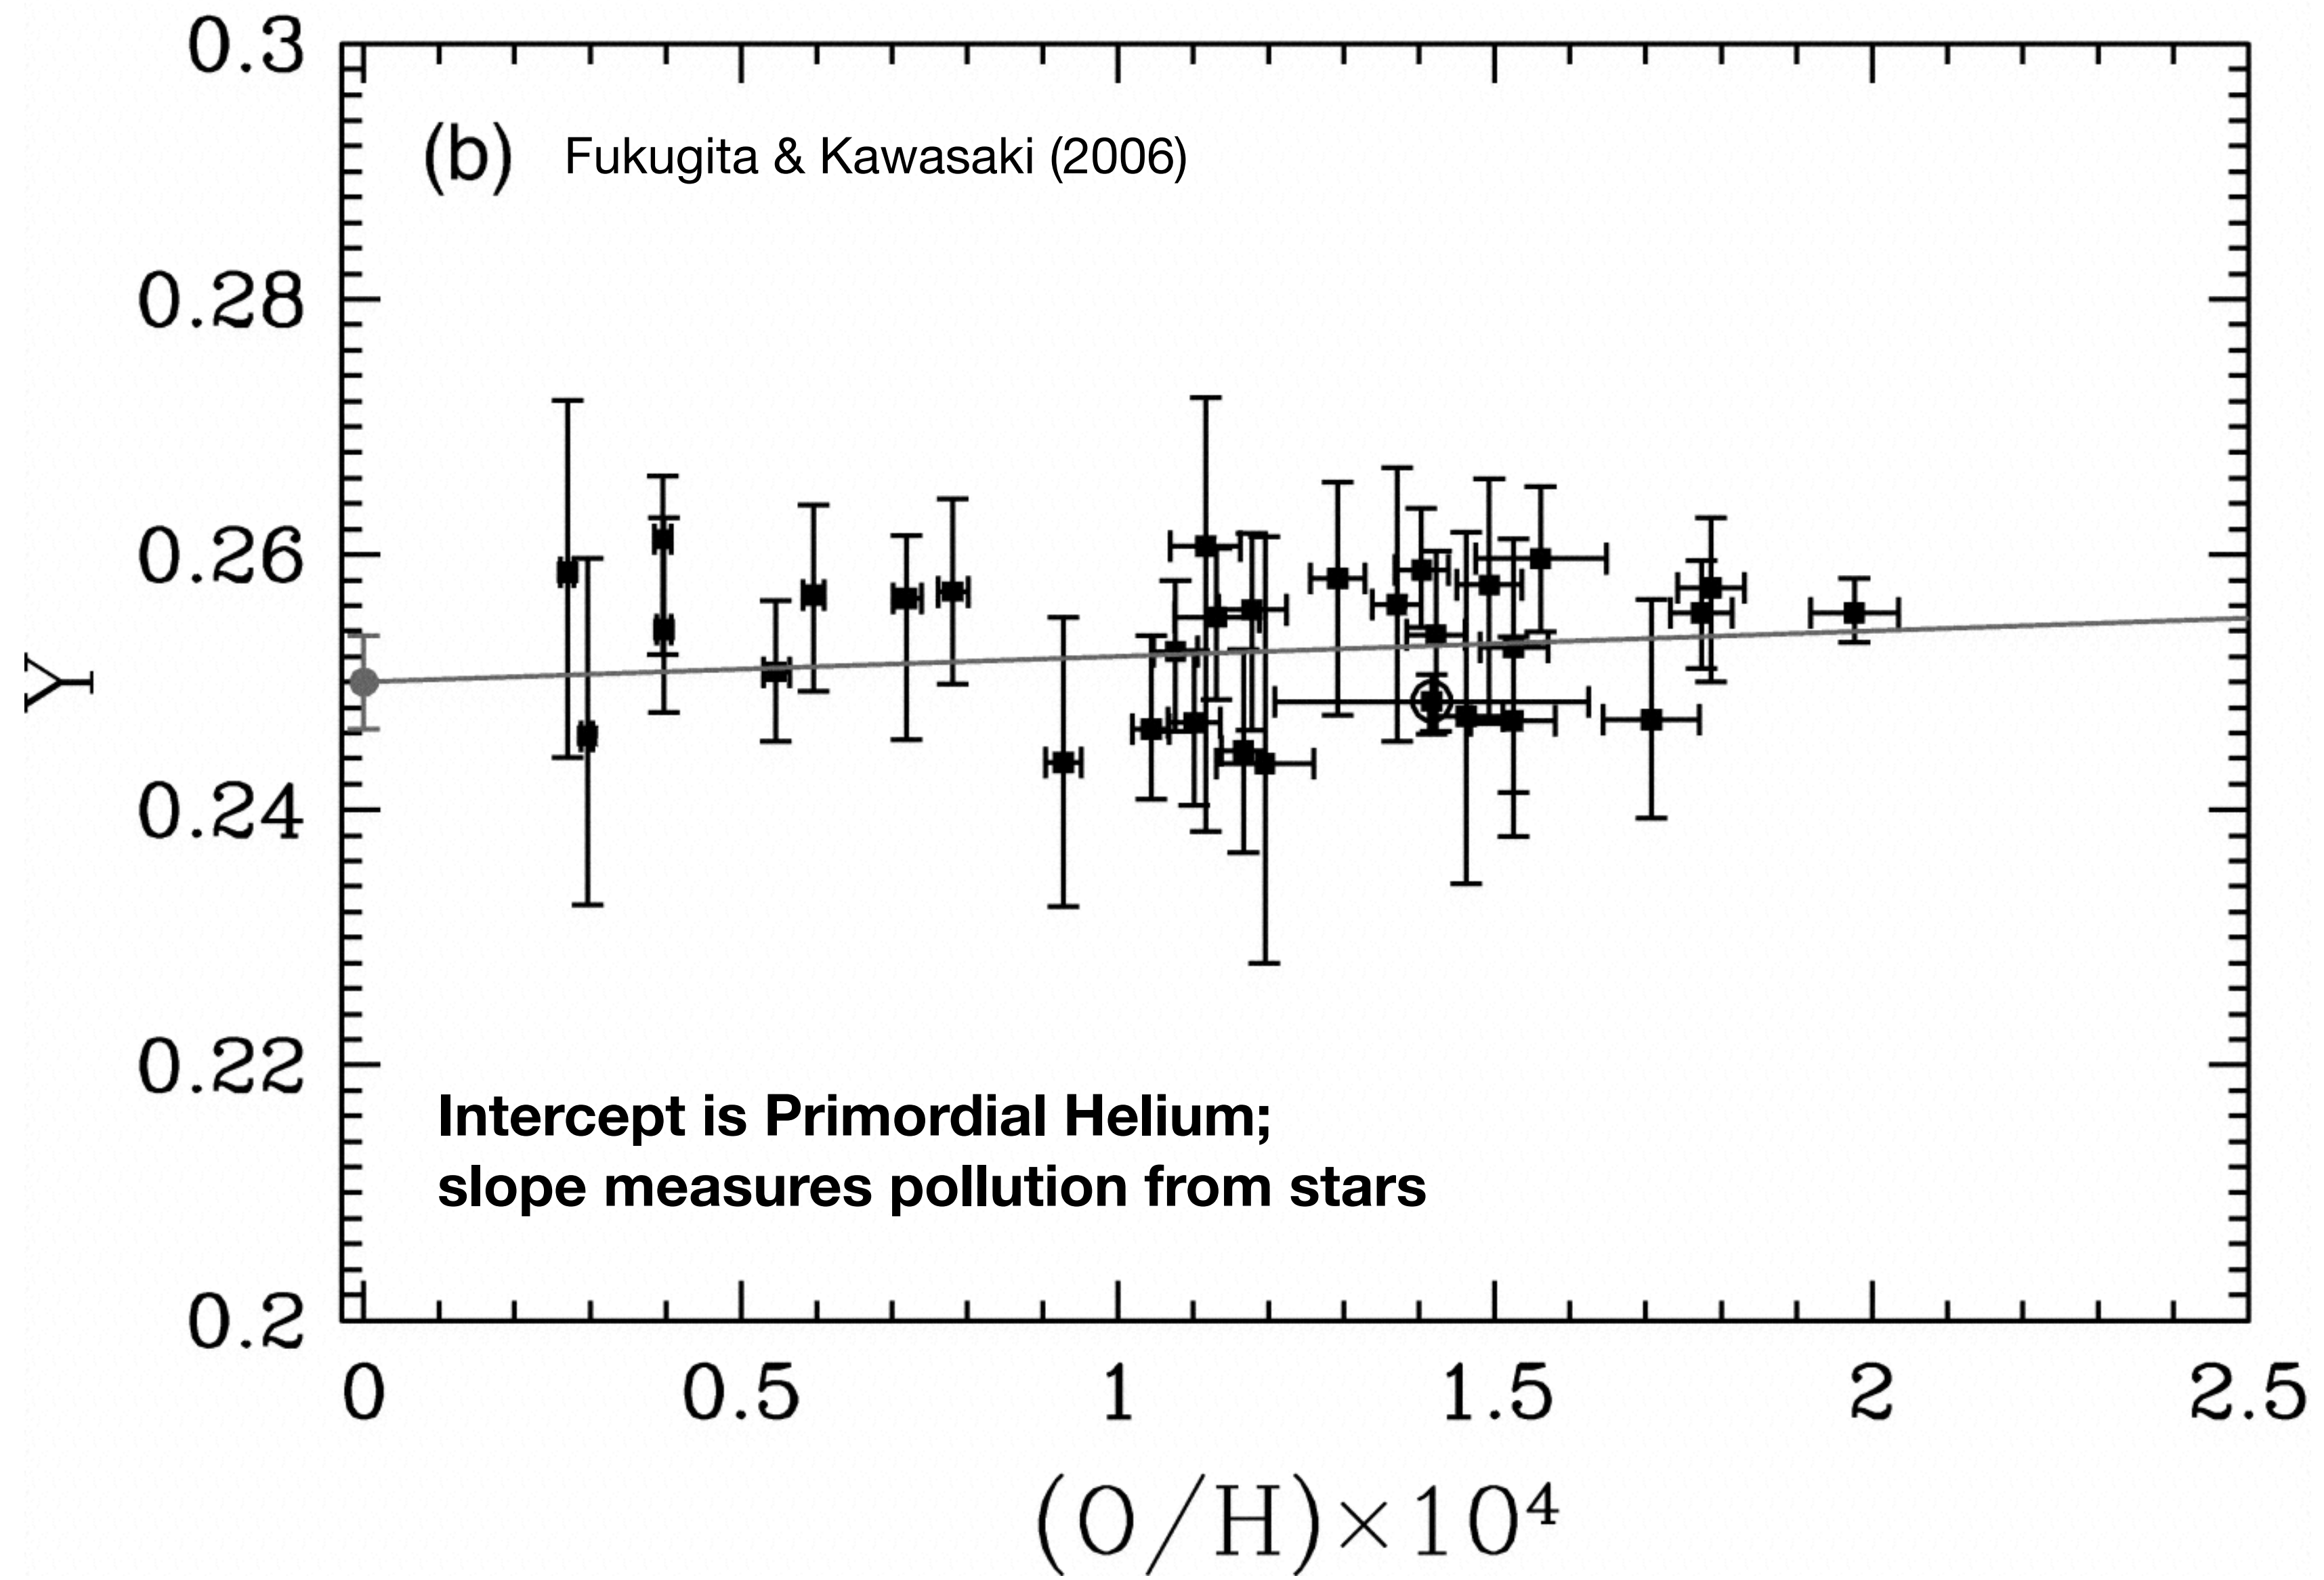 0.3
(b) Fukugita & Kawasaki (2006)
0.28
0.26
Y
0.24
0.22
Intercept is Primordial Helium;
slope measures pollution from stars
0.2
0 0.5 1 1.5 2 2.5
(O/H)×10⁴